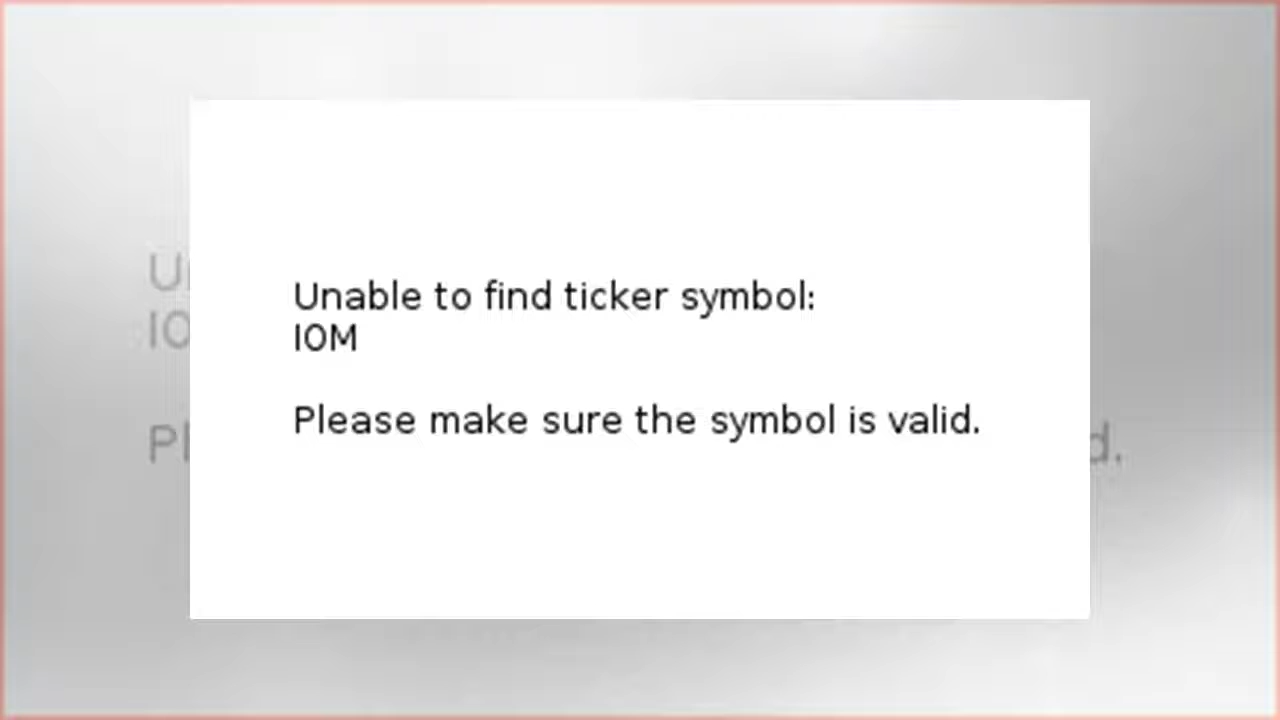 Unable to find ticker symbol:
IOM
Please make sure the symbol is valid.